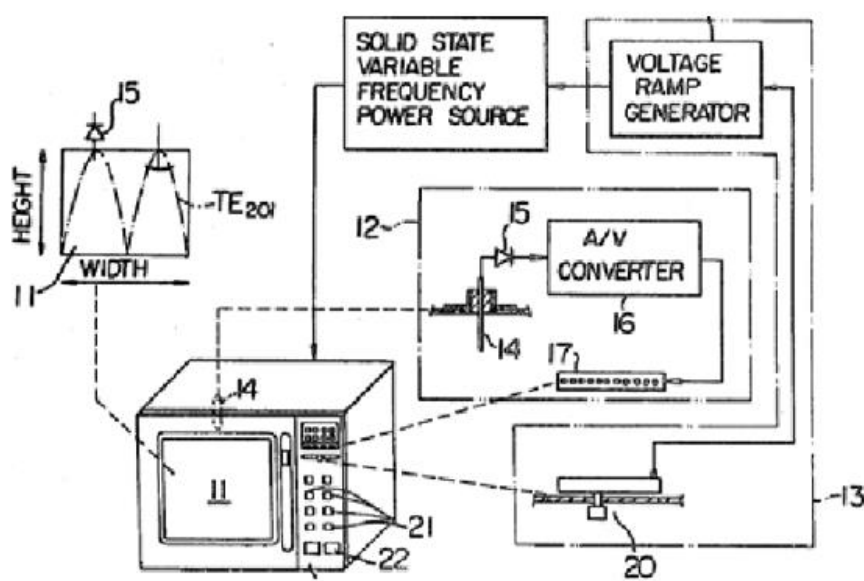 SOLID STATE
VARIABLE
FREQUENCY
POWER SOURCE
VOLTAGE
RAMP
GENERATOR
15
HEIGHT
TE201
11
WIDTH
12
15
A/V
CONVERTER
16
14
17
14
11
21
22
20
13